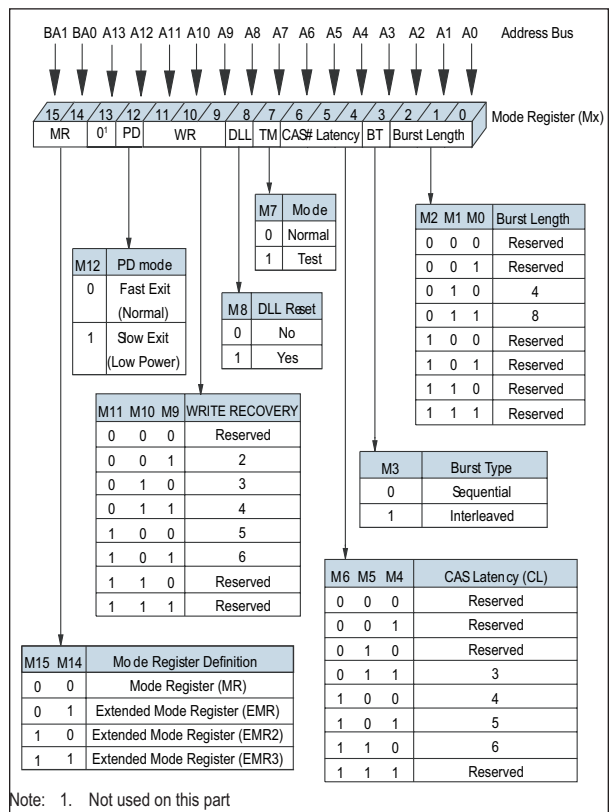 BA1 BA0 A13 A12 A11 A10 A9 A8 A7 A6 A5 A4 A3 A2 A1 A0 Address Bus
15 14 13 12 11 10 9 8 7 6 5 4 3 2 1 0 Mode Register (Mx)
MR 0¹ PD WR DLL TM CAS# Latency BT Burst Length
M7 Mode
0 Normal
1 Test
M2 M1 M0 Burst Length
0 0 0 Reserved
0 0 1 Reserved
0 1 0 4
0 1 1 8
1 0 0 Reserved
1 0 1 Reserved
1 1 0 Reserved
1 1 1 Reserved
M12 PD mode
0 Fast Exit
(Normal)
1 Slow Exit
(Low Power)
M8 DLL Reset
0 No
1 Yes
M11 M10 M9 WRITE RECOVERY
0 0 0 Reserved
0 0 1 2
0 1 0 3
0 1 1 4
1 0 0 5
1 0 1 6
1 1 0 Reserved
1 1 1 Reserved
M3 Burst Type
0 Sequential
1 Interleaved
M6 M5 M4 CAS Latency (CL)
0 0 0 Reserved
0 0 1 Reserved
0 1 0 Reserved
0 1 1 3
1 0 0 4
1 0 1 5
1 1 0 6
1 1 1 Reserved
M15 M14 Mode Register Definition
0 0 Mode Register (MR)
0 1 Extended Mode Register (EMR)
1 0 Extended Mode Register (EMR2)
1 1 Extended Mode Register (EMR3)
Note: 1. Not used on this part